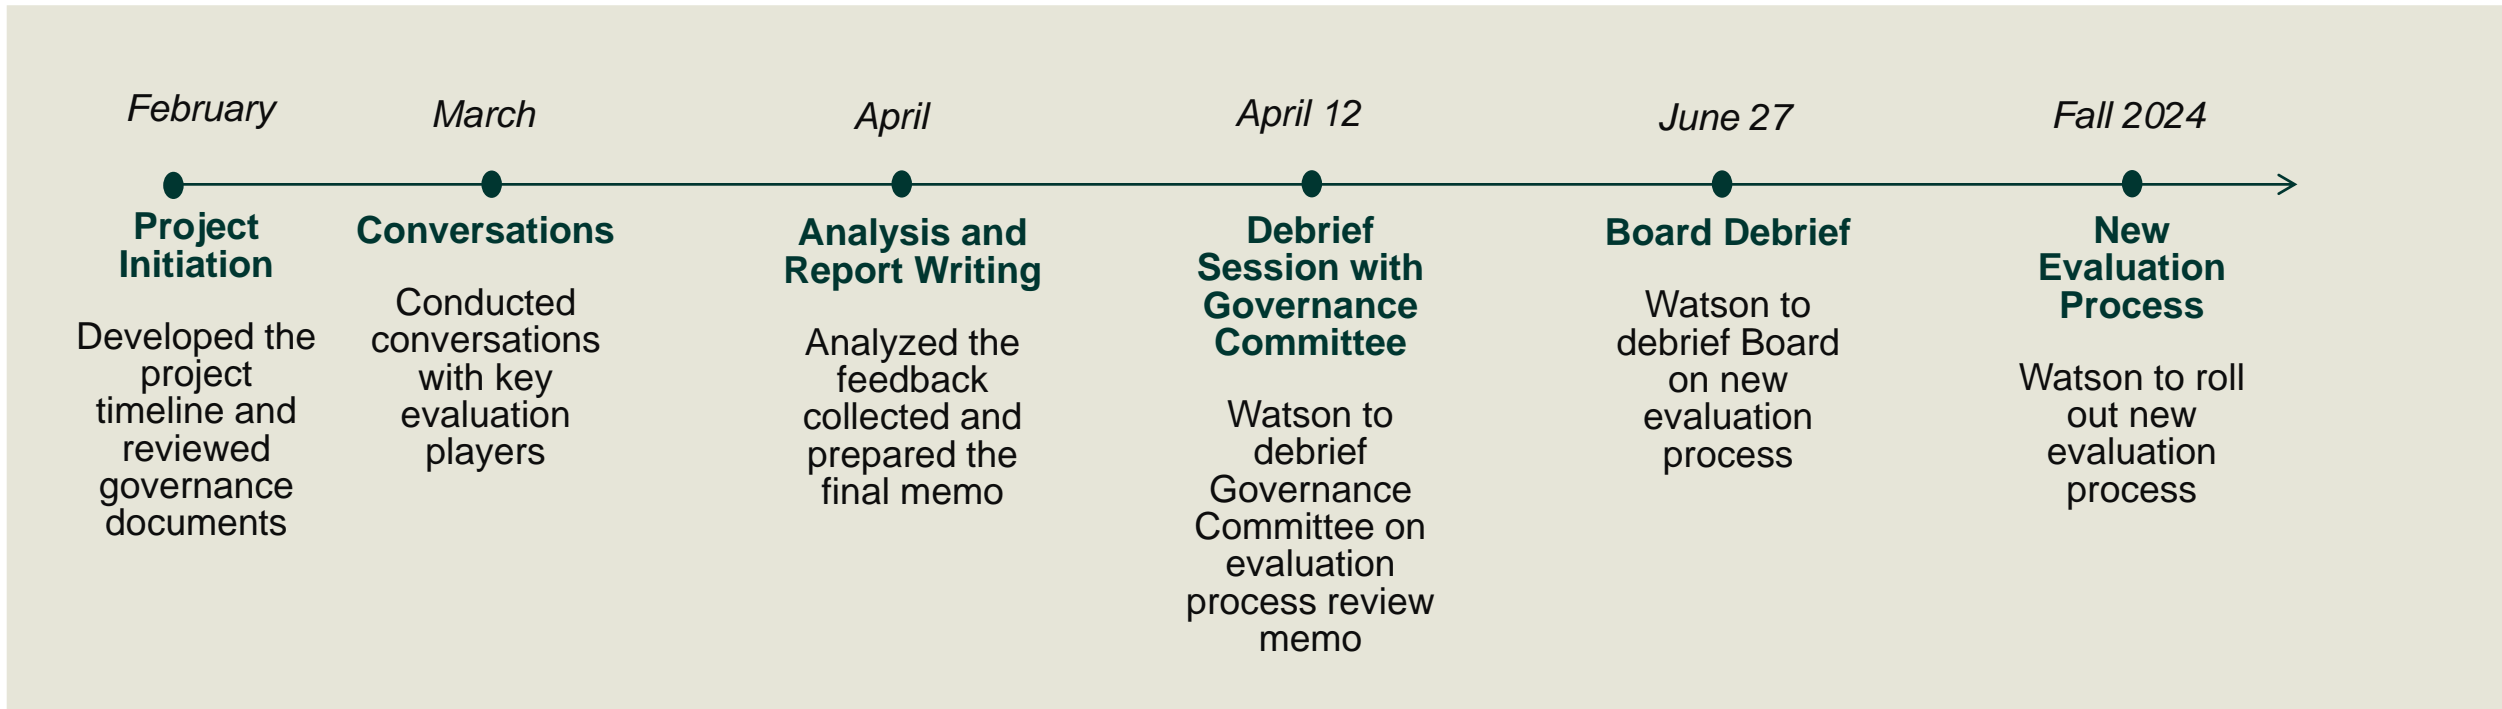 February
Project
Initiation
Developed the
project
timeline and
reviewed
governance
documents
March
Conversations
Conducted
conversations
with key
evaluation
players
April
Analysis and
Report Writing
Analyzed the
feedback
collected and
prepared the
final memo
April 12
Debrief
Session with
Governance
Committee
Watson to
debrief
Governance
Committee on
evaluation
process review
memo
June 27
Board Debrief
Watson to
debrief Board
on new
evaluation
process
Fall 2024
New
Evaluation
Process
Watson to roll
out new
evaluation
process